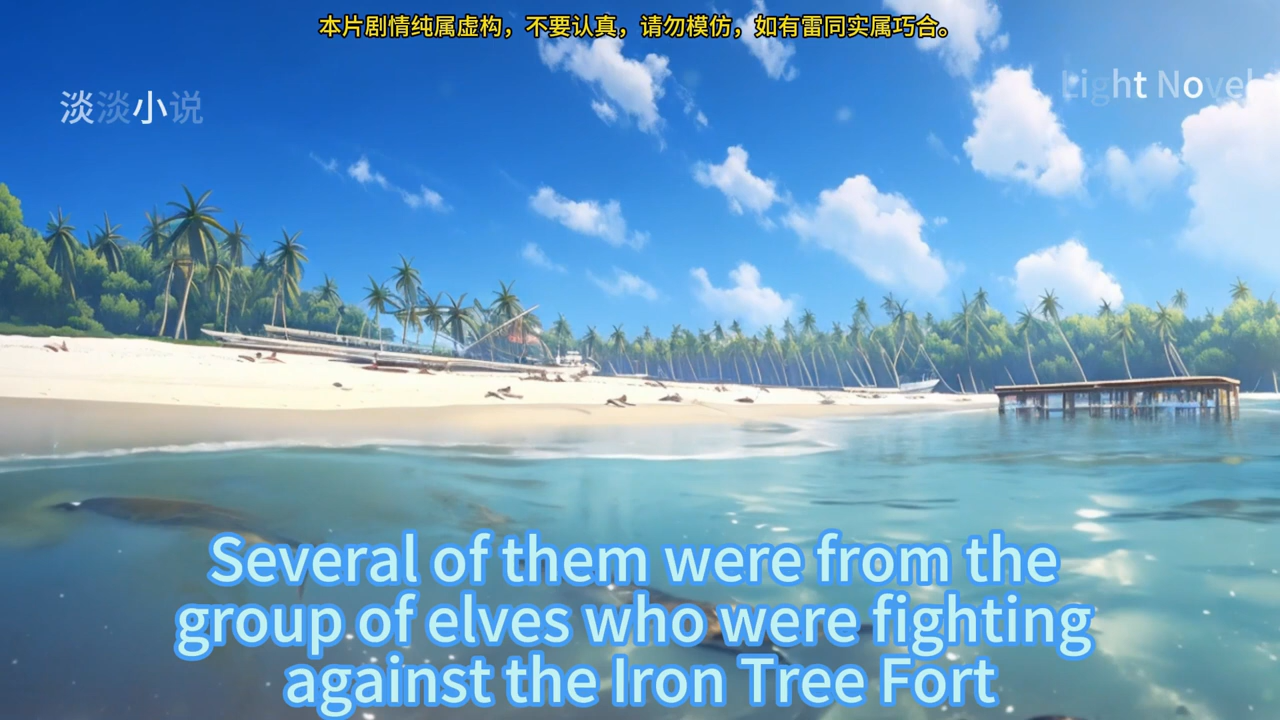 本片剧情纯属虚构，不要认真，请勿模仿，如有雷同实属巧合。
淡淡小说
Light Novel
Several of them were from the
group of elves who were fighting
against the Iron Tree Fort